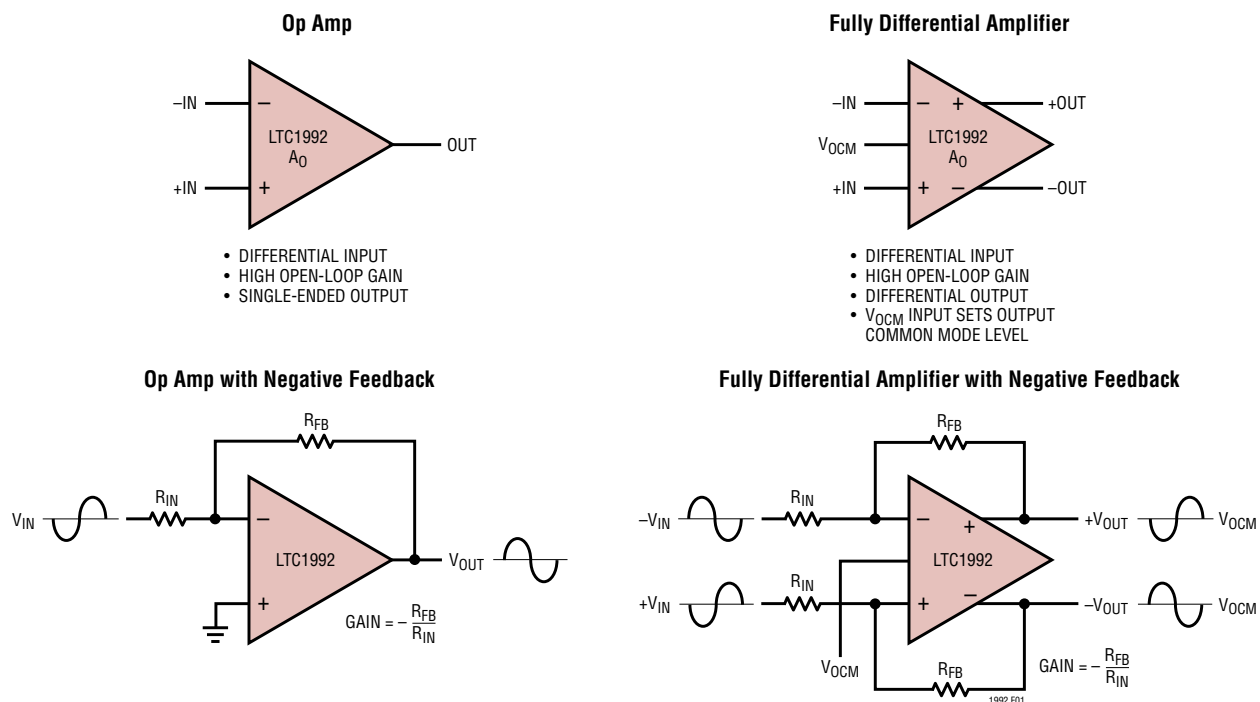 Op Amp
–IN
+IN
–
+
LTC1992
AO
OUT
• DIFFERENTIAL INPUT
• HIGH OPEN-LOOP GAIN
• SINGLE-ENDED OUTPUT
Fully Differential Amplifier
–IN
VOCM
+IN
– +
LTC1992
AO
+ –
+OUT
–OUT
• DIFFERENTIAL INPUT
• HIGH OPEN-LOOP GAIN
• DIFFERENTIAL OUTPUT
• VOCM INPUT SETS OUTPUT
COMMON MODE LEVEL
Op Amp with Negative Feedback
RFB
VIN
RIN
–
LTC1992
+
VOUT
GAIN = – RFB
RIN
Fully Differential Amplifier with Negative Feedback
RFB
–VIN
RIN
– +
+VOUT
VOCM
LTC1992
+VIN
RIN
+ –
–VOUT
VOCM
VOCM
RFB
GAIN = – RFB
RIN
1992 F01